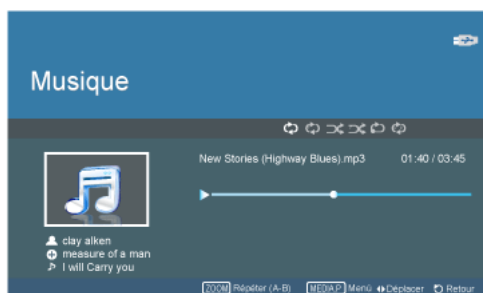 Musique
New Stories (Highway Blues).mp3 01:40 / 03:45
clay aiken
measure of a man
I will Carry you
ZOOM Répéter (A-B) MEDIA.P Menú Déplacer Retour